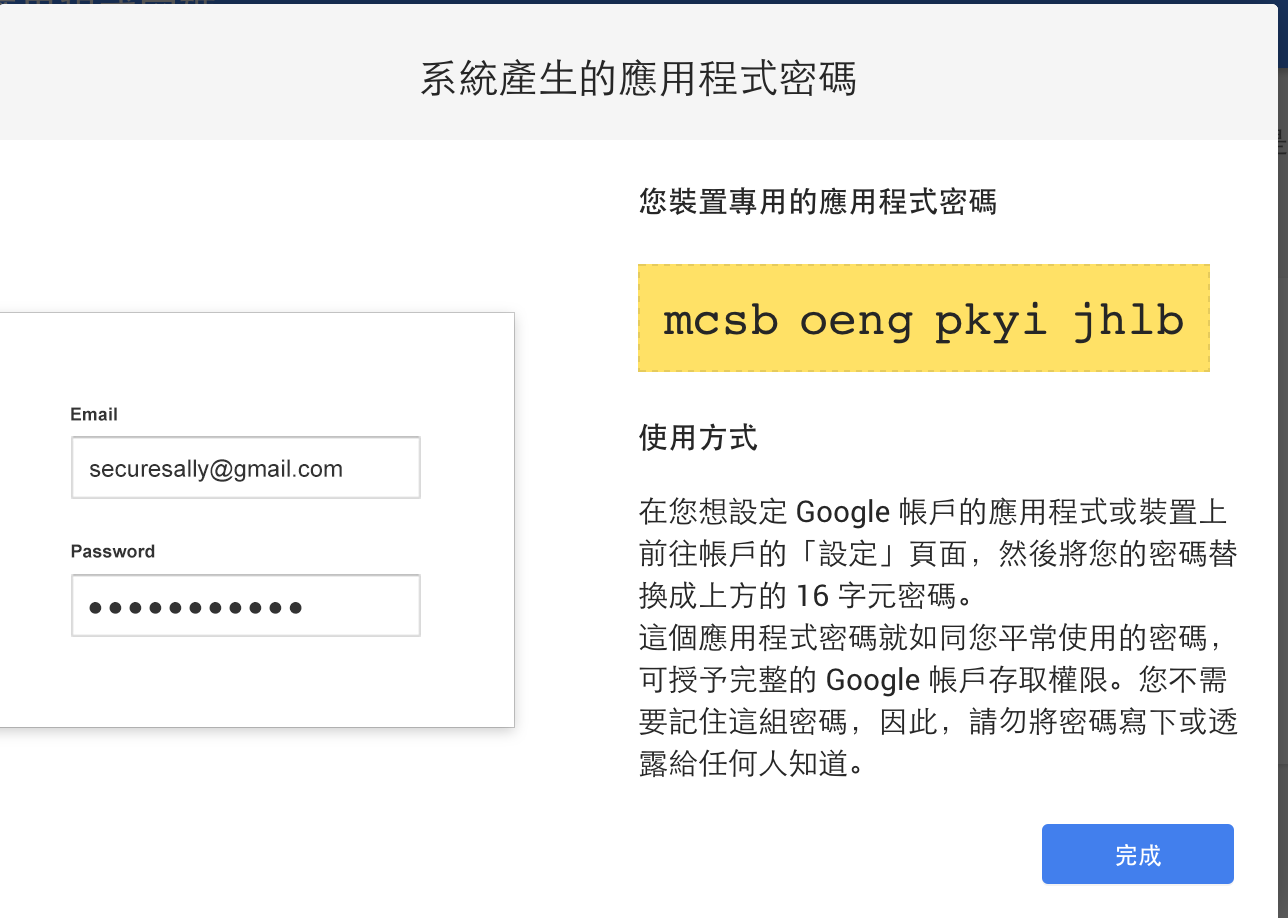 系統產生的應用程式密碼
您裝置專用的應用程式密碼
mcsb oeng pkyi jhlb
Email
securesally@gmail.com
Password
●●●●●●●●●●●
使用方式
在您想設定 Google 帳戶的應用程式或裝置上
前往帳戶的「設定」頁面，然後將您的密碼替
換成上方的 16 字元密碼。
這個應用程式密碼就如同您平常使用的密碼，
可授予完整的 Google 帳戶存取權限。您不需
要記住這組密碼，因此，請勿將密碼寫下或透
露給任何人知道。
完成